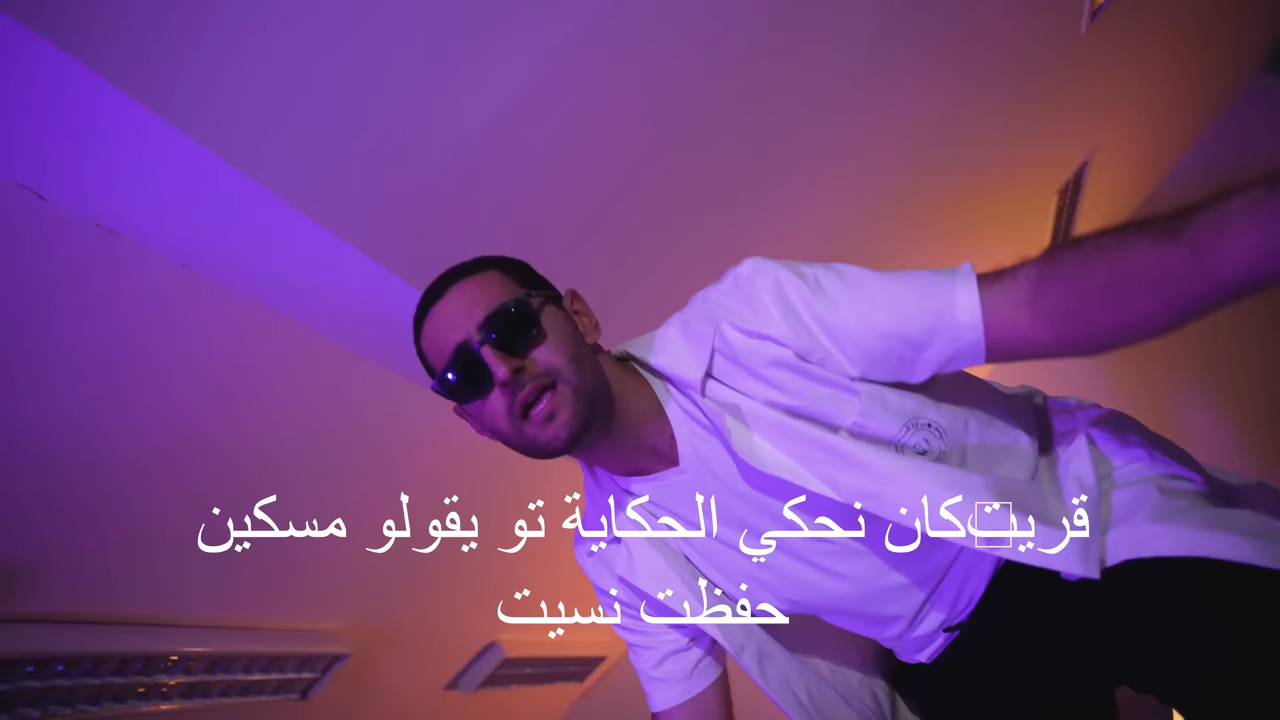 قريت كان نحكي الحكاية تو يقولو مسكين
حفظت نسيت